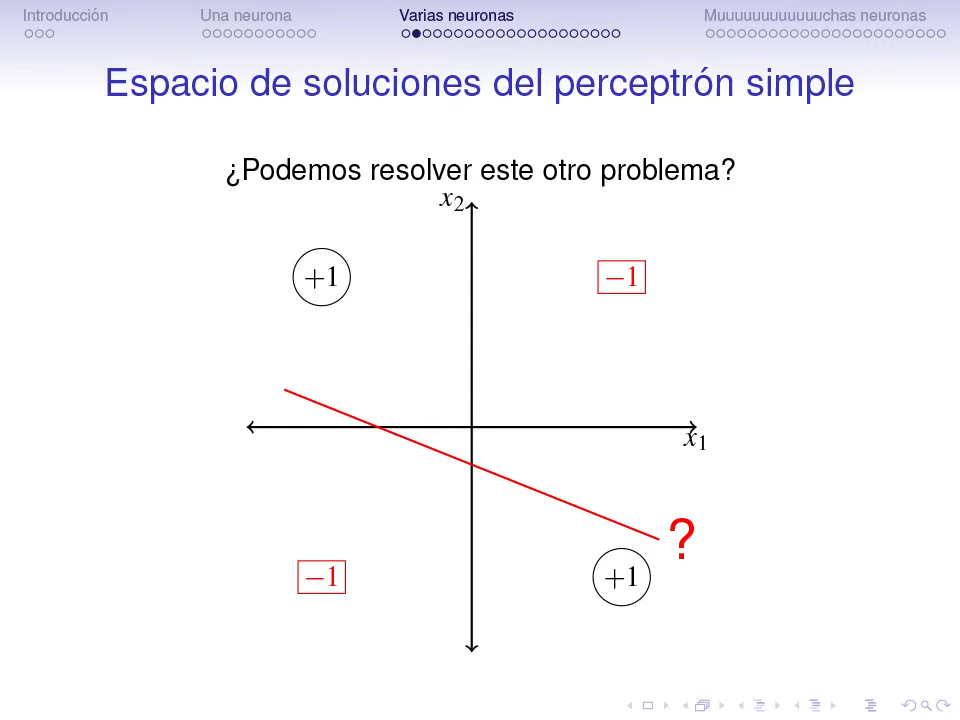 Introducción Una neurona Varias neuronas Muuuuuuuuuuuuchas neuronas
Espacio de soluciones del perceptrón simple
¿Podemos resolver este otro problema?
x₂
+1 −1
x₁
?
−1 +1